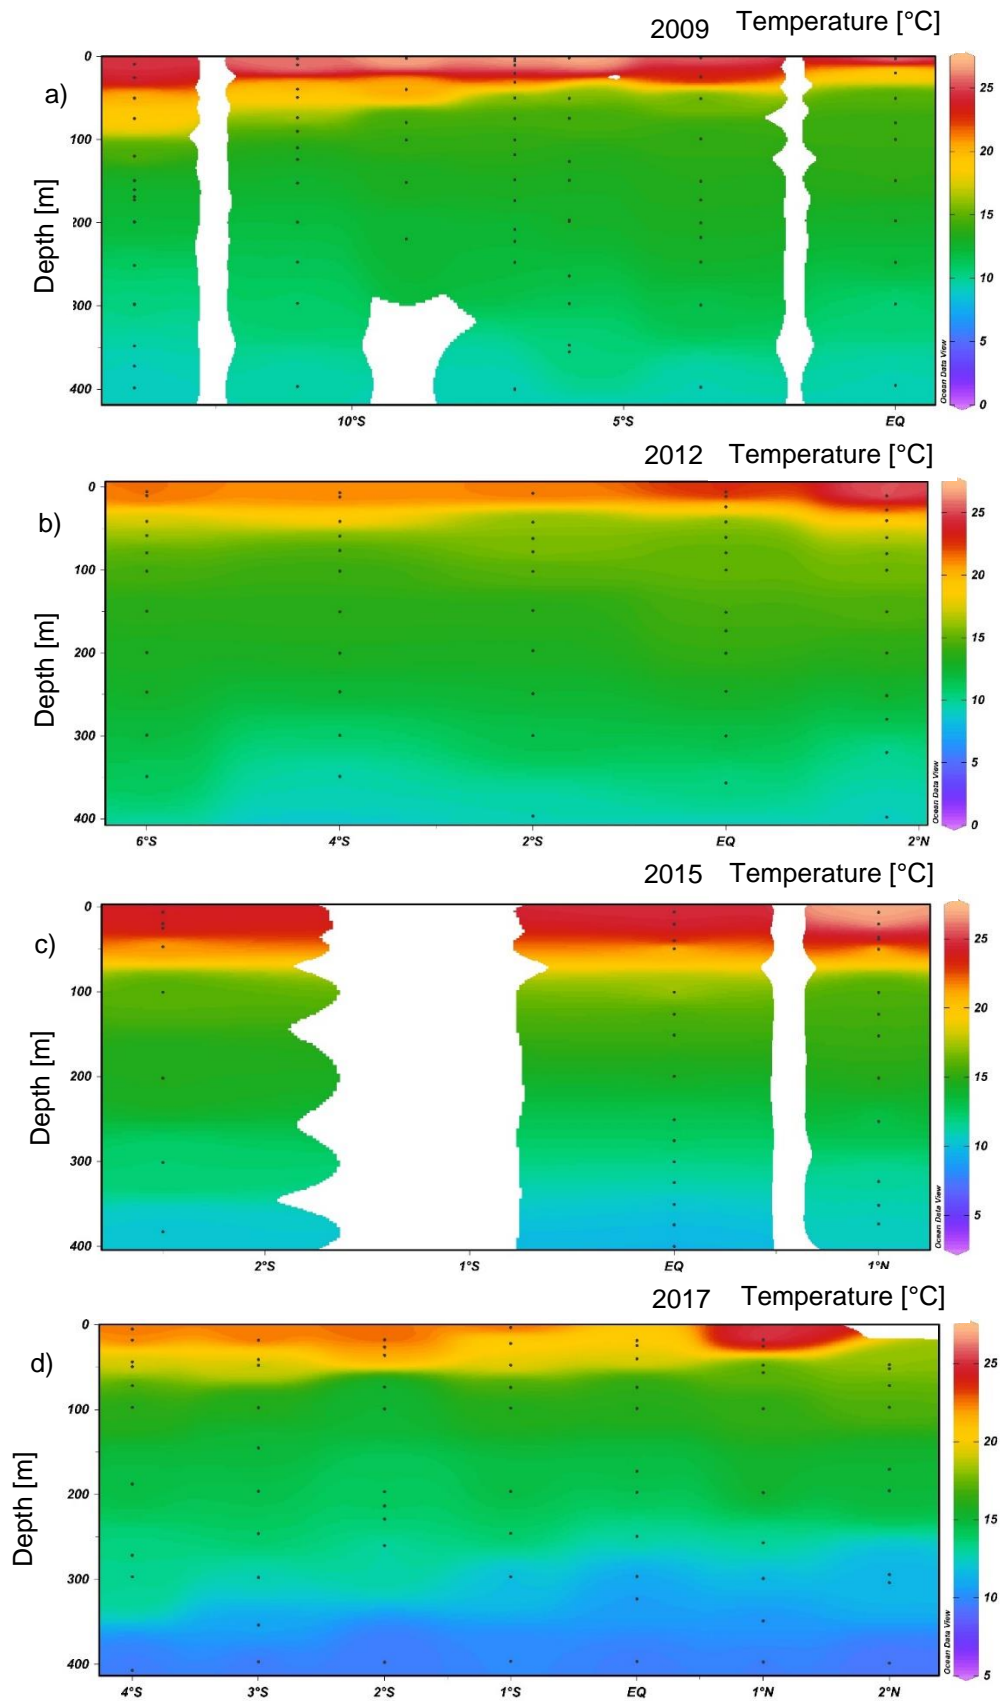 2009 Temperature [°C]
a)
Depth [m]
0
100
200
300
400
10°S 5°S EQ
25
20
15
10
5
0
Ocean Data View
2012 Temperature [°C]
b)
Depth [m]
0
100
200
300
400
6°S 4°S 2°S EQ 2°N
25
20
15
10
5
0
Ocean Data View
2015 Temperature [°C]
c)
Depth [m]
0
100
200
300
400
2°S 1°S EQ 1°N
25
20
15
10
5
Ocean Data View
2017 Temperature [°C]
d)
Depth [m]
0
100
200
300
400
4°S 3°S 2°S 1°S EQ 1°N 2°N
25
20
15
10
5
Ocean Data View